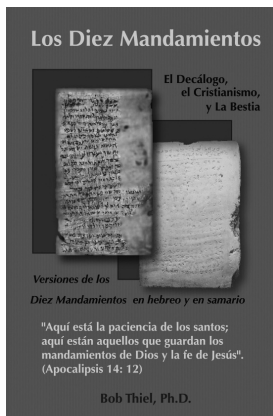 Los Diez Mandamientos
El Decálogo,
el Cristianismo,
y La Bestia
Versiones de los
Diez Mandamientos en hebreo y en samario
"Aquí está la paciencia de los santos;
aquí están aquellos que guardan los
mandamientos de Dios y la fe de Jesús".
(Apocalipsis 14: 12)
Bob Thiel, Ph.D.